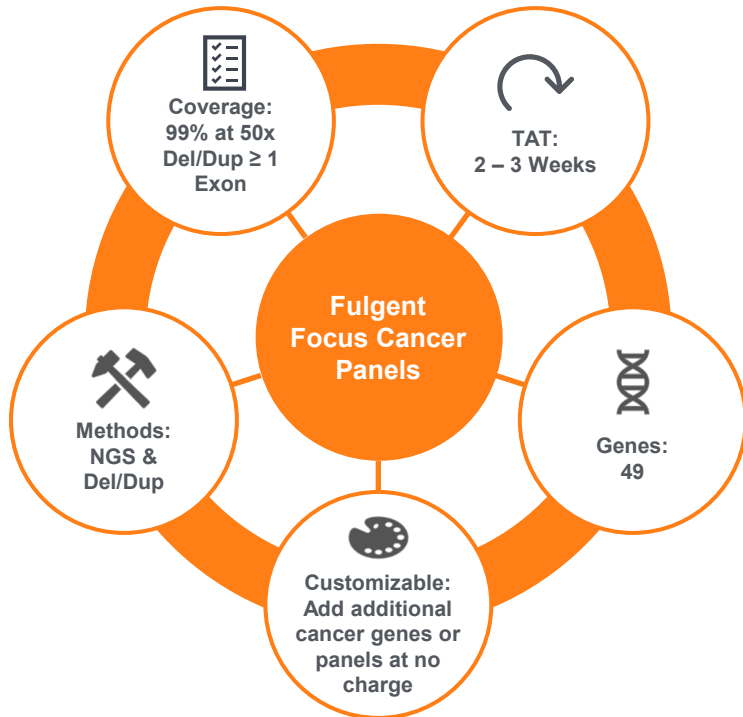 Coverage:
99% at 50x
Del/Dup ≥ 1
Exon
TAT:
2 – 3 Weeks
Fulgent
Focus Cancer
Panels
Methods:
NGS &
Del/Dup
Genes:
49
Customizable:
Add additional
cancer genes or
panels at no
charge